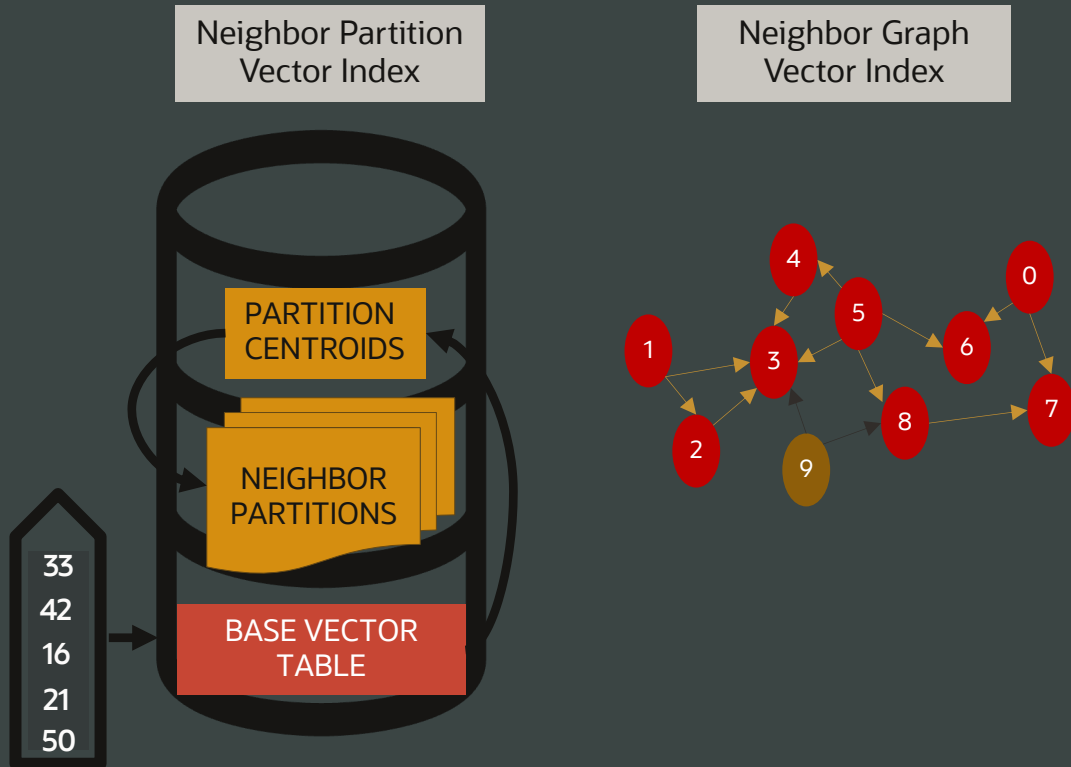 Neighbor Partition
Vector Index
Neighbor Graph
Vector Index
PARTITION
CENTROIDS
NEIGHBOR
PARTITIONS
BASE VECTOR
TABLE
33
42
16
21
50
4
0
5
1
3
6
7
8
2
9